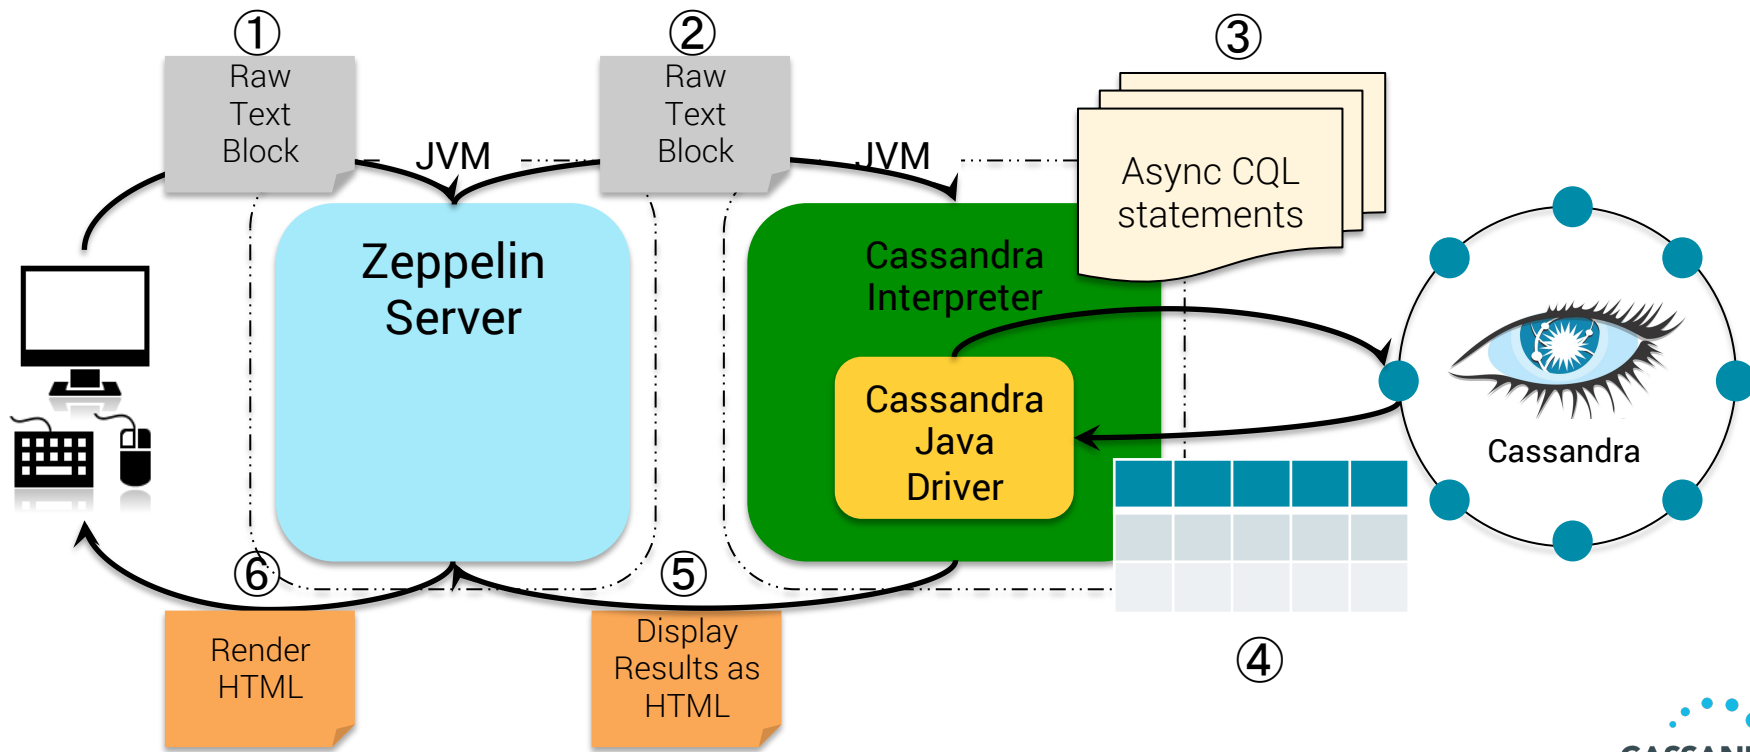 ①
Raw
Text
Block
JVM
②
Raw
Text
Block
JVM
③
Async CQL
statements
Zeppelin
Server
Cassandra
Interpreter
Cassandra
Java
Driver
Cassandra
④
⑤
Display
Results as
HTML
⑥
Render
HTML